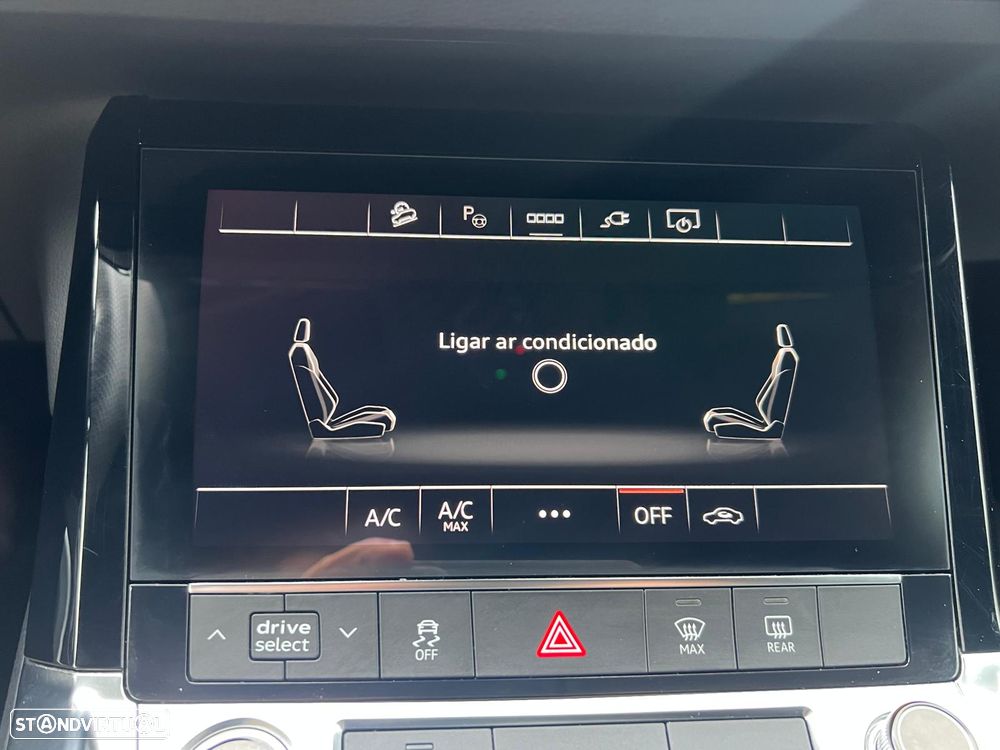 P
Ligar ar condicionado
A/C
A/C
MAX
OFF
drive
select
OFF
MAX
REAR
STANDVIRTUAL